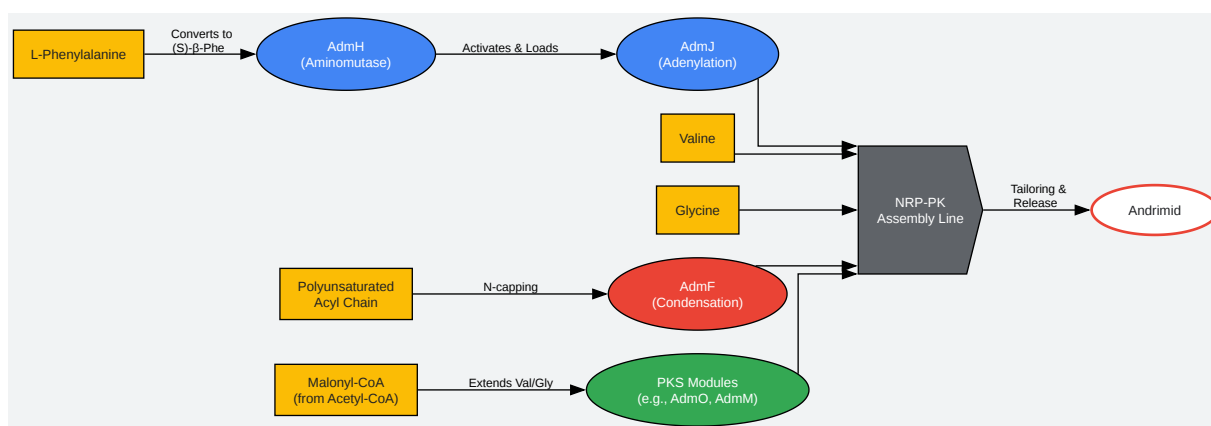 L-Phenylalanine
Converts to
(S)-β-Phe
AdmH
(Aminomutase)
Activates & Loads
AdmJ
(Adenylation)
Valine
Glycine
NRP-PK
Assembly Line
Tailoring &
Release
Andrimid
Polyunsaturated
Acyl Chain
N-capping
AdmF
(Condensation)
Malonyl-CoA
(from Acetyl-CoA)
Extends Val/Gly
PKS Modules
(e.g., AdmO, AdmM)